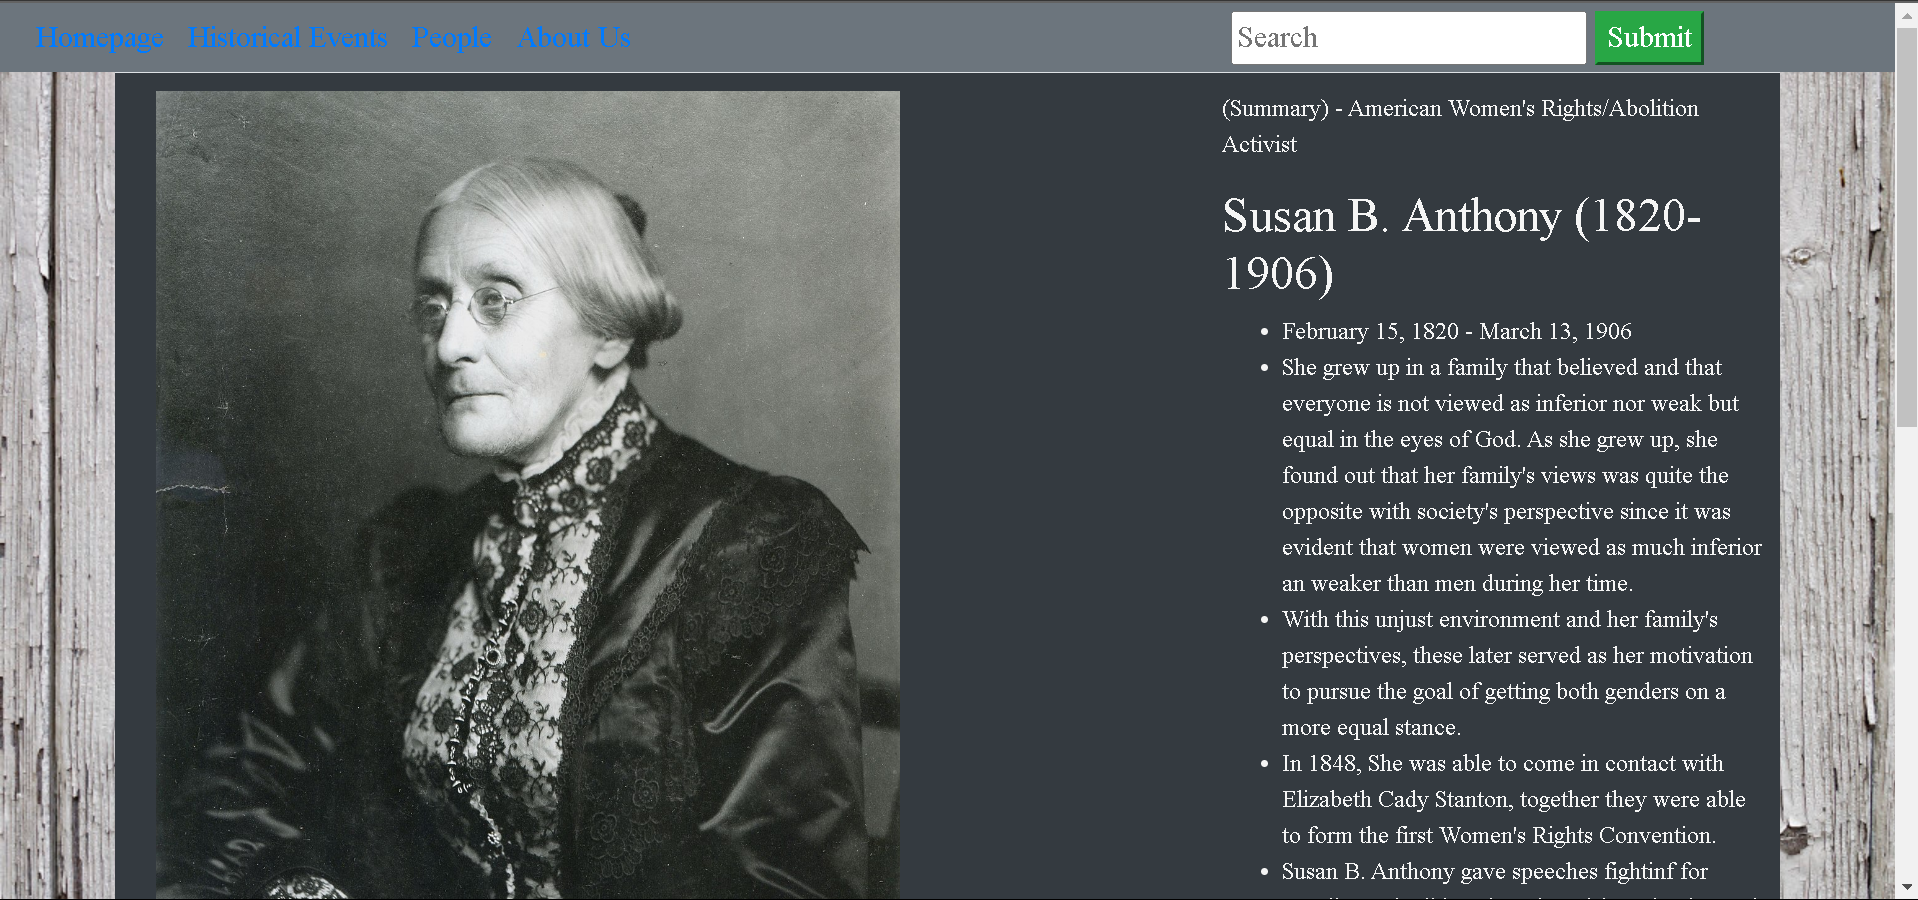 Homepage Historical Events People About Us
Search Submit
(Summary) - American Women's Rights/Abolition
Activist
Susan B. Anthony (1820-
1906)
• February 15, 1820 - March 13, 1906
• She grew up in a family that believed and that
everyone is not viewed as inferior nor weak but
equal in the eyes of God. As she grew up, she
found out that her family's views was quite the
opposite with society's perspective since it was
evident that women were viewed as much inferior
an weaker than men during her time.
• With this unjust environment and her family's
perspectives, these later served as her motivation
to pursue the goal of getting both genders on a
more equal stance.
• In 1848, She was able to come in contact with
Elizabeth Cady Stanton, together they were able
to form the first Women's Rights Convention.
• Susan B. Anthony gave speeches fightinf for